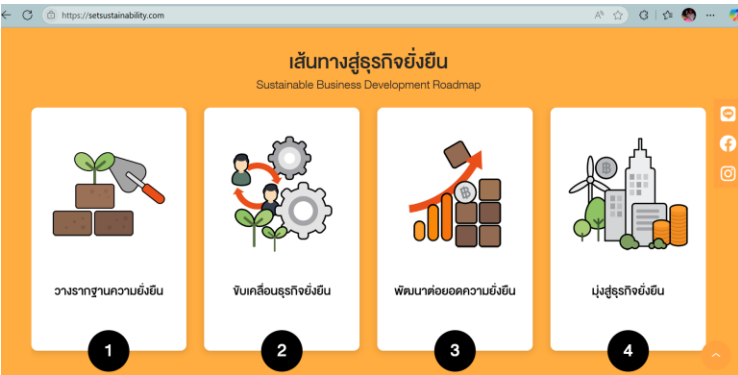 https://setsustainability.com
เส้นทางสู่ธุรกิจยั่งยืน
Sustainable Business Development Roadmap
วางรากฐานความยั่งยืน
ขับเคลื่อนธุรกิจยั่งยืน
พัฒนาต่อยอดความยั่งยืน
มุ่งสู่ธุรกิจยั่งยืน
1
2
3
4